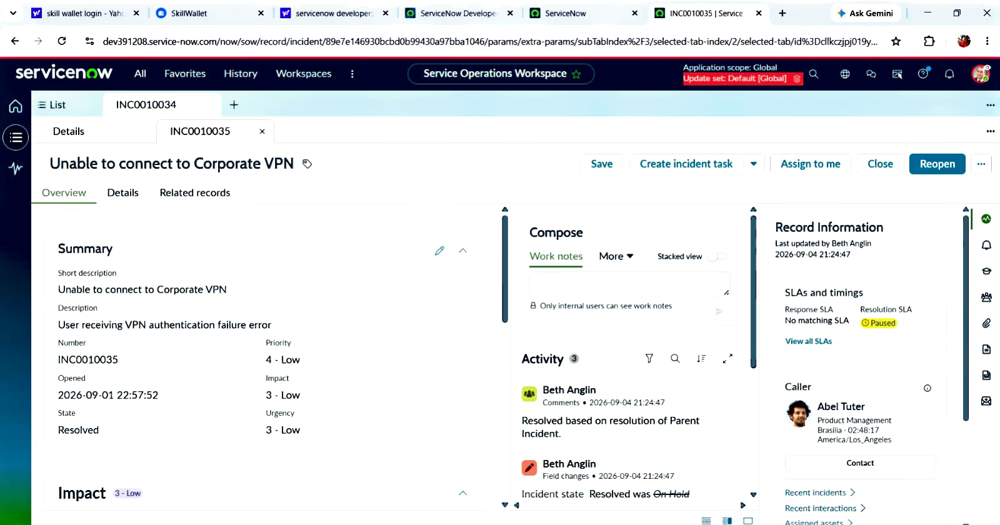 skill wallet login - Yaho
SkillWallet
servicenow developers
ServiceNow Develope
ServiceNow
INC0010035 | Service
Ask Gemini
dev391208.service-now.com/now/sow/record/incident/89e7e146930bcbd0b99430a97bba1046/params/extra-params/subTabIndex%2F3/selected-tab-index/2/selected-tab/id%3Dcllkczjpj019y...
servicenow
All
Favorites
History
Workspaces
Service Operations Workspace
Application scope: Global
Update set: Default [Global]
List
INC0010034
Details
INC0010035
Unable to connect to Corporate VPN
Save
Create incident task
Assign to me
Close
Reopen
Overview
Details
Related records
Summary
Short description
Unable to connect to Corporate VPN
Description
User receiving VPN authentication failure error
Number
Priority
INC0010035
4 - Low
Opened
Impact
2026-09-01 22:57:52
3 - Low
State
Urgency
Resolved
3 - Low
Impact 3 - Low
Compose
Work notes
More
Stacked view
Only internal users can see work notes
Activity 3
Beth Anglin
Comments • 2026-09-04 21:24:47
Resolved based on resolution of Parent
Incident.
Beth Anglin
Field changes • 2026-09-04 21:24:47
Incident state Resolved was On Hold
Record Information
Last updated by Beth Anglin
2026-09-04 21:24:47
SLAs and timings
Response SLA
Resolution SLA
No matching SLA
Paused
View all SLAs
Caller
Abel Tuter
Product Management
Brasilia - 02:48:17
America/Los_Angeles
Contact
Recent incidents
Recent interactions
Assigned assets